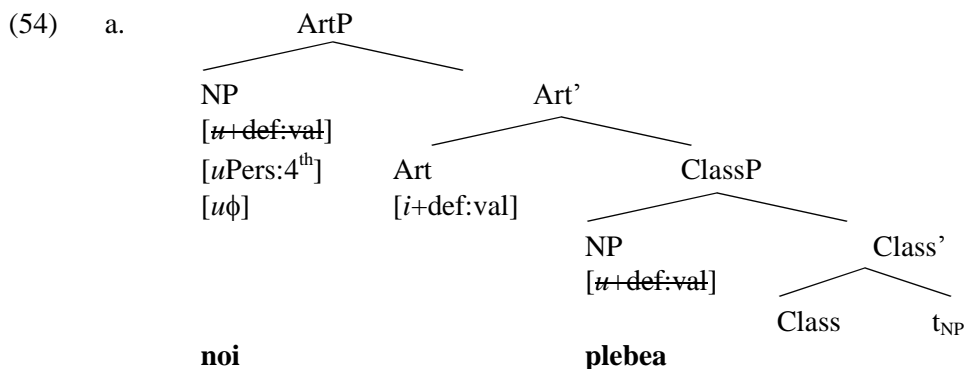 (54) a. ArtP
NP Art’
[u+def:val]
[uPers:4th] Art ClassP
[uϕ] [i+def:val]
NP Class’
[u+def:val]
Class tNP
noi plebea